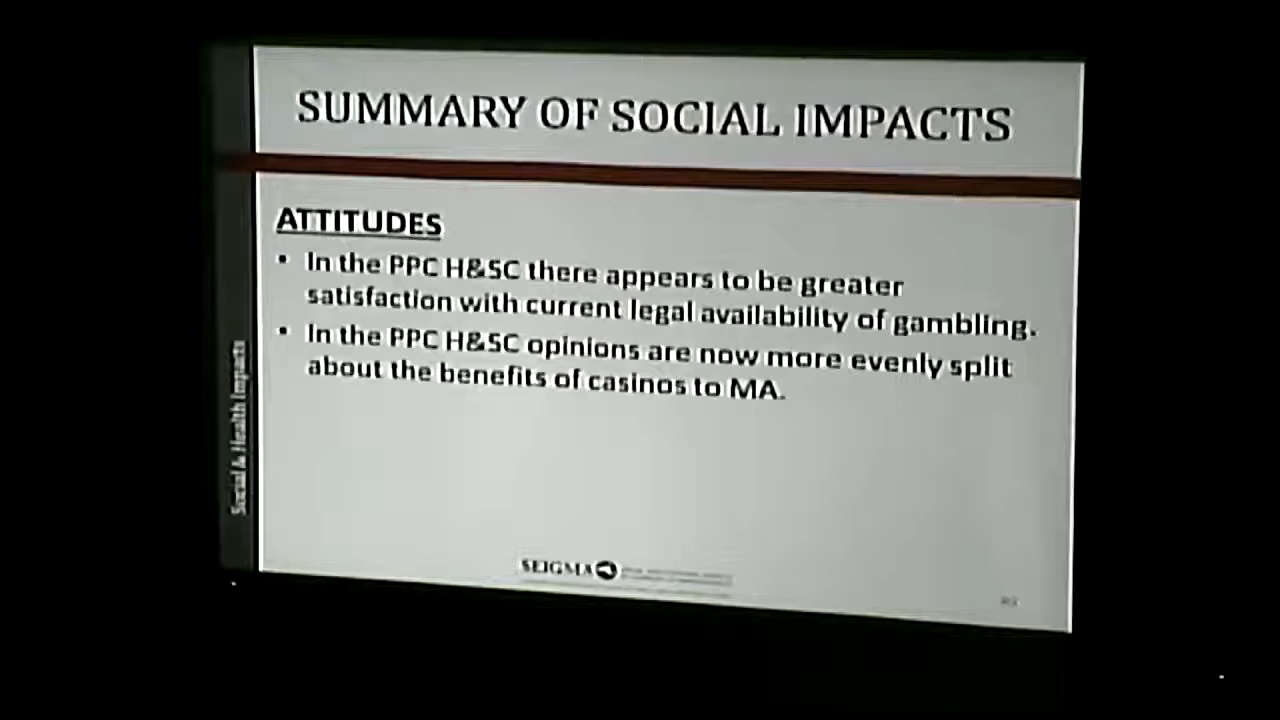 SUMMARY OF SOCIAL IMPACTS
ATTITUDES
• In the PPC H&SC there appears to be greater
satisfaction with current legal availability of gambling.
• In the PPC H&SC opinions are now more evenly split
about the benefits of casinos to MA.
Social & Health Impacts
SEIGMA